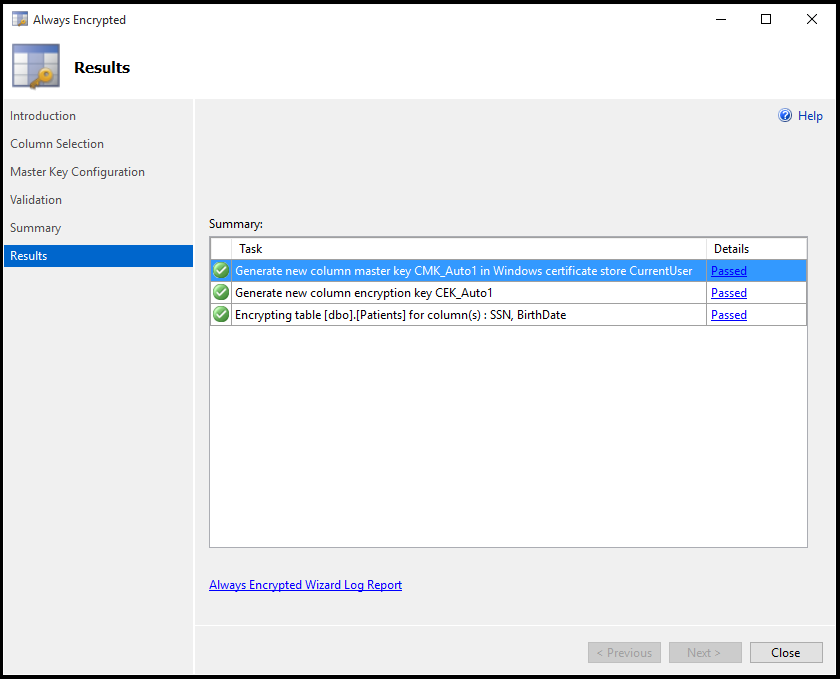 Always Encrypted
Results
Introduction
Column Selection
Master Key Configuration
Validation
Summary
Results
Help
Summary:
Task Details
Generate new column master key CMK_Auto1 in Windows certificate store CurrentUser Passed
Generate new column encryption key CEK_Auto1 Passed
Encrypting table [dbo].[Patients] for column(s) : SSN, BirthDate Passed
Always Encrypted Wizard Log Report
< Previous Next > Close